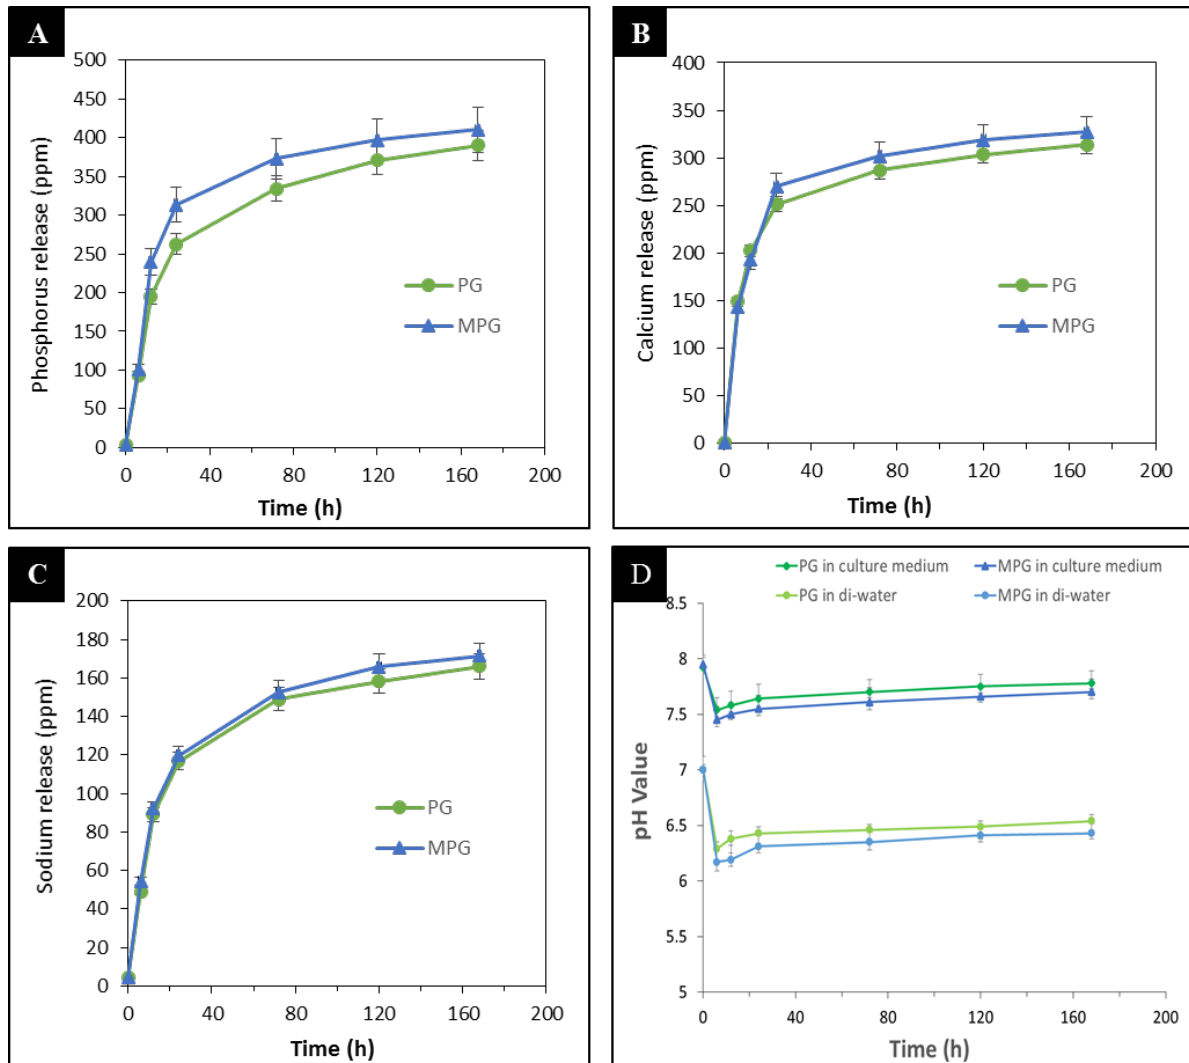 A
Phosphorus release (ppm)
500
450
400
350
300
250
200
150
100
50
0
PG
MPG
0 40 80 120 160 200
Time (h)
B
Calcium release (ppm)
400
350
300
250
200
150
100
50
0
PG
MPG
0 40 80 120 160 200
Time (h)
C
Sodium release (ppm)
200
180
160
140
120
100
80
60
40
20
0
PG
MPG
0 40 80 120 160 200
Time (h)
D
PG in culture medium MPG in culture medium
PG in di-water MPG in di-water
pH Value
8.5
8
7.5
7
6.5
6
5.5
5
0 20 40 60 80 100 120 140 160 180 200
Time (h)